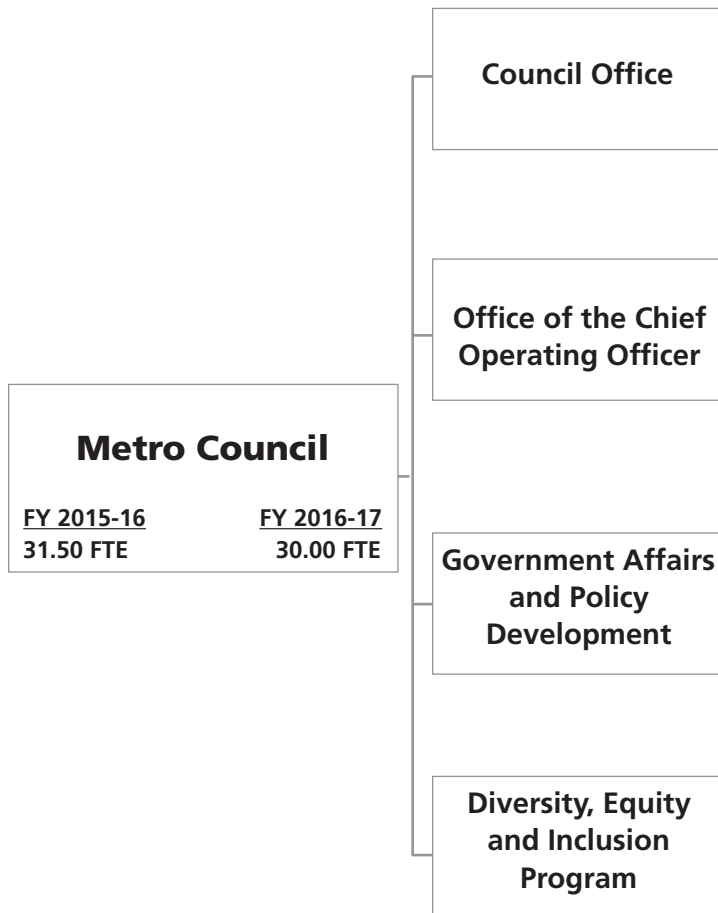 Council Office
Office of the Chief
Operating Officer
Metro Council
FY 2015-16 FY 2016-17
31.50 FTE 30.00 FTE
Government Affairs
and Policy
Development
Diversity, Equity
and Inclusion
Program